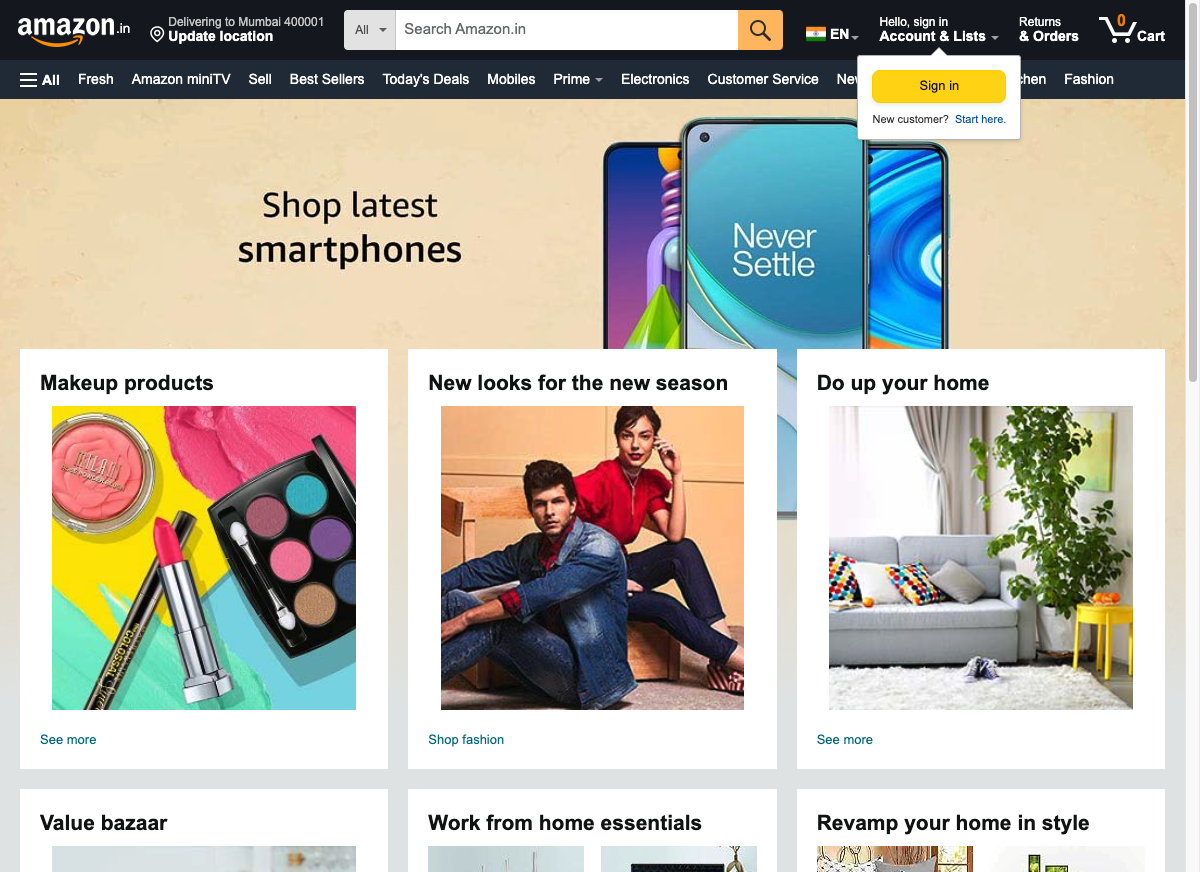 amazon.in
Delivering to Mumbai 400001
Update location
All
Search Amazon.in
EN
Hello, sign in
Account & Lists
Returns
& Orders
0
Cart
All
Fresh
Amazon miniTV
Sell
Best Sellers
Today's Deals
Mobiles
Prime
Electronics
Customer Service
Fashion
Sign in
New customer? Start here.
Shop latest
smartphones
Never
Settle
Makeup products
MILANI
ROSE POWDER BLUSH
COLOSSAL
See more
New looks for the new season
Shop fashion
Do up your home
See more
Value bazaar
Work from home essentials
Revamp your home in style